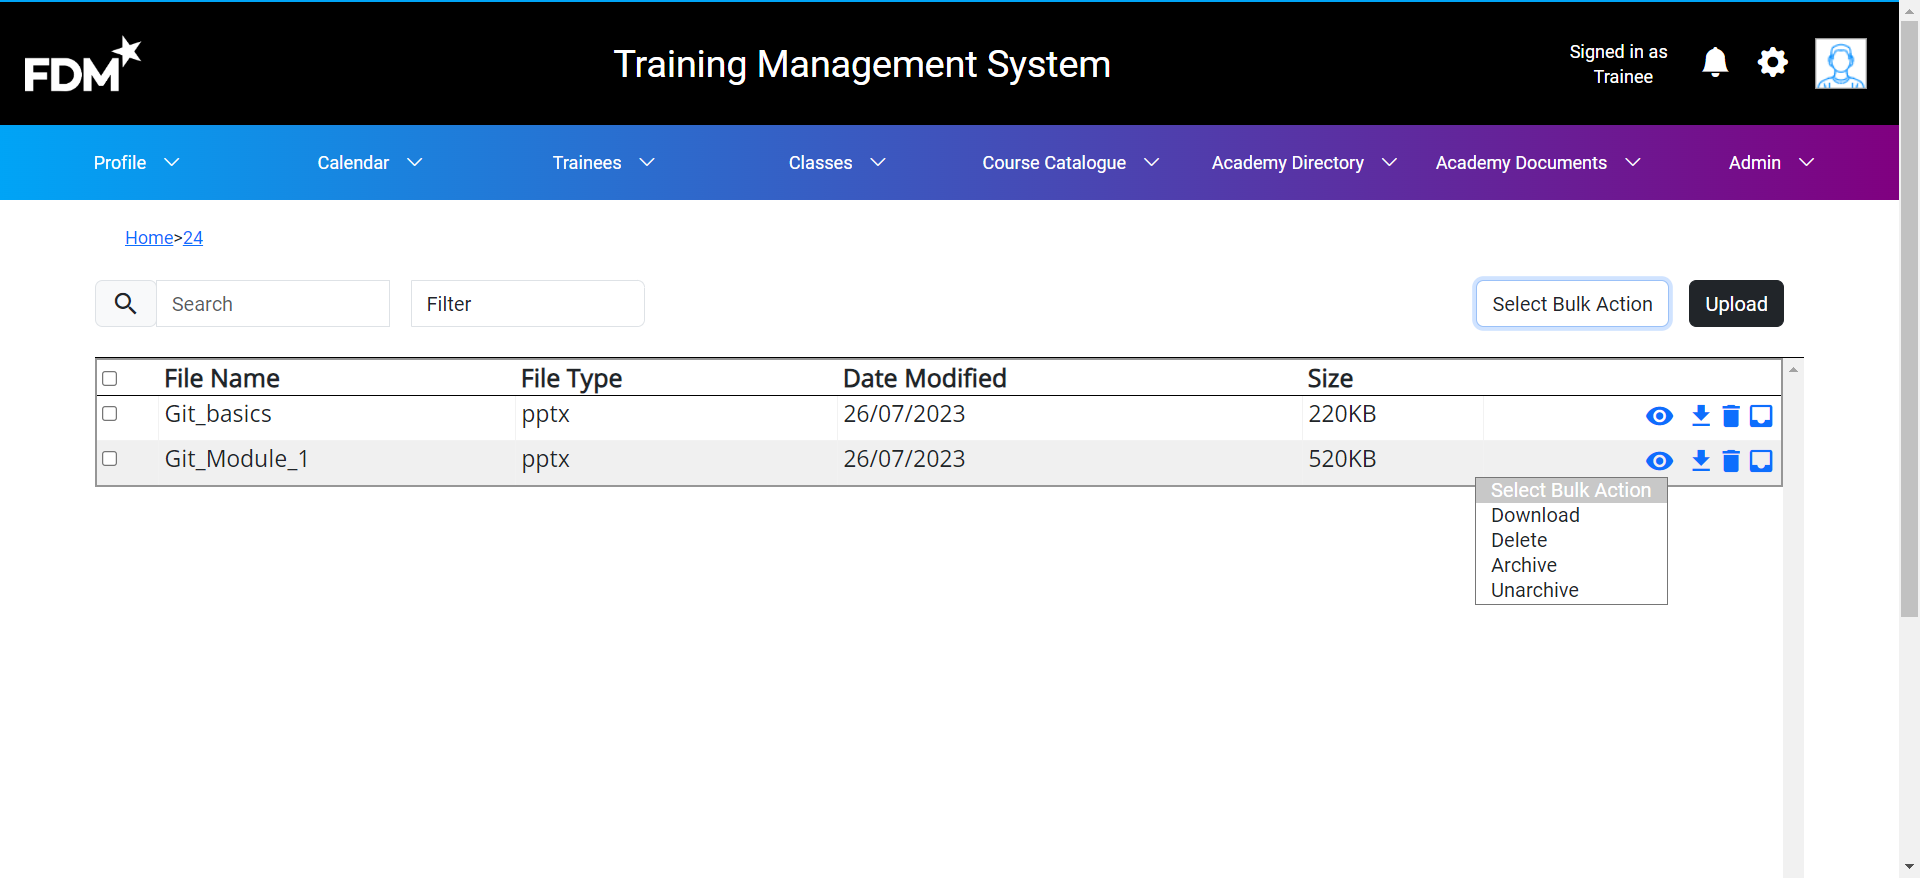 FDM
Training Management System
Signed in as
Trainee
Profile Calendar Trainees Classes Course Catalogue Academy Directory Academy Documents Admin
Home>24
Search Filter Select Bulk Action Upload
File Name File Type Date Modified Size
Git_basics pptx 26/07/2023 220KB
Git_Module_1 pptx 26/07/2023 520KB
Select Bulk Action
Download
Delete
Archive
Unarchive